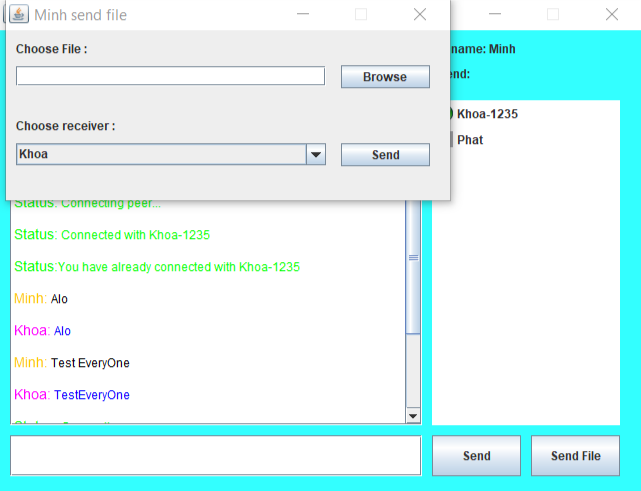 Minh send file
Choose File :
Browse
Choose receiver :
Khoa
Send
name: Minh
Khoa-1235
Phat
Status: Connecting peer...
Status: Connected with Khoa-1235
Status:You have already connected with Khoa-1235
Minh: Alo
Khoa: Alo
Minh: Test EveryOne
Khoa: TestEveryOne
Send
Send File